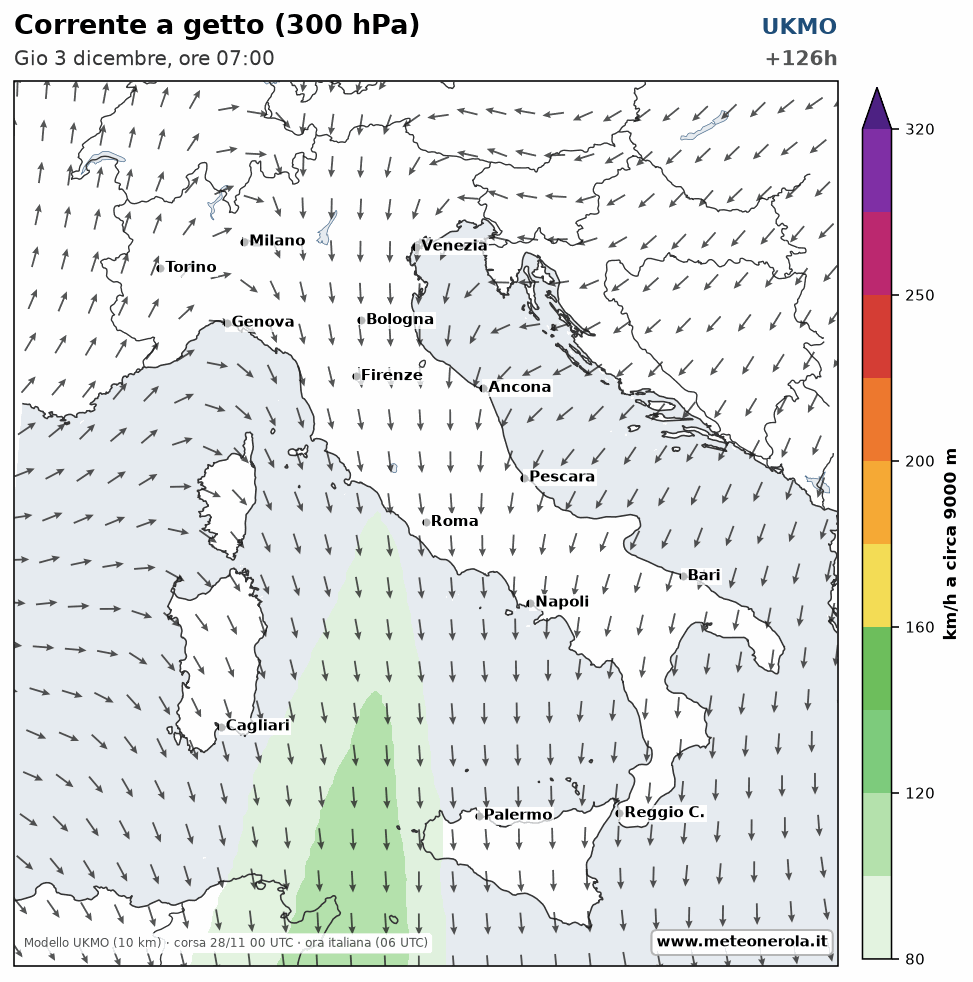 Corrente a getto (300 hPa)
UKMO
Gio 3 dicembre, ore 07:00
+126h
320
Milano
Venezia
Torino
250
Genova
Bologna
Firenze
Ancona
200
Pescara
km/h a circa 9000 m
Roma
Bari
Napoli
160
Cagliari
120
Palermo
Reggio C.
Modello UKMO (10 km) · corsa 28/11 00 UTC · ora italiana (06 UTC)
www.meteonerola.it
80